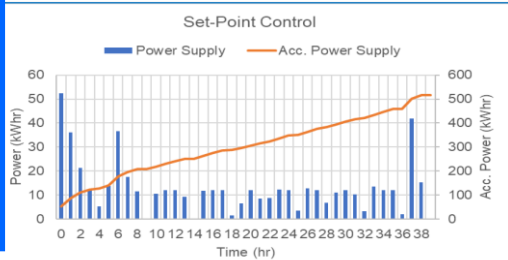 Set-Point Control
Power Supply Acc. Power Supply
60 600
50 500
40 400
30 300
20 200
10 100
0 0
Power (kWhr)
Acc. Power (kWhr)
0 2 4 6 8 10 12 14 16 18 20 22 24 26 28 30 32 34 36 38
Time (hr)